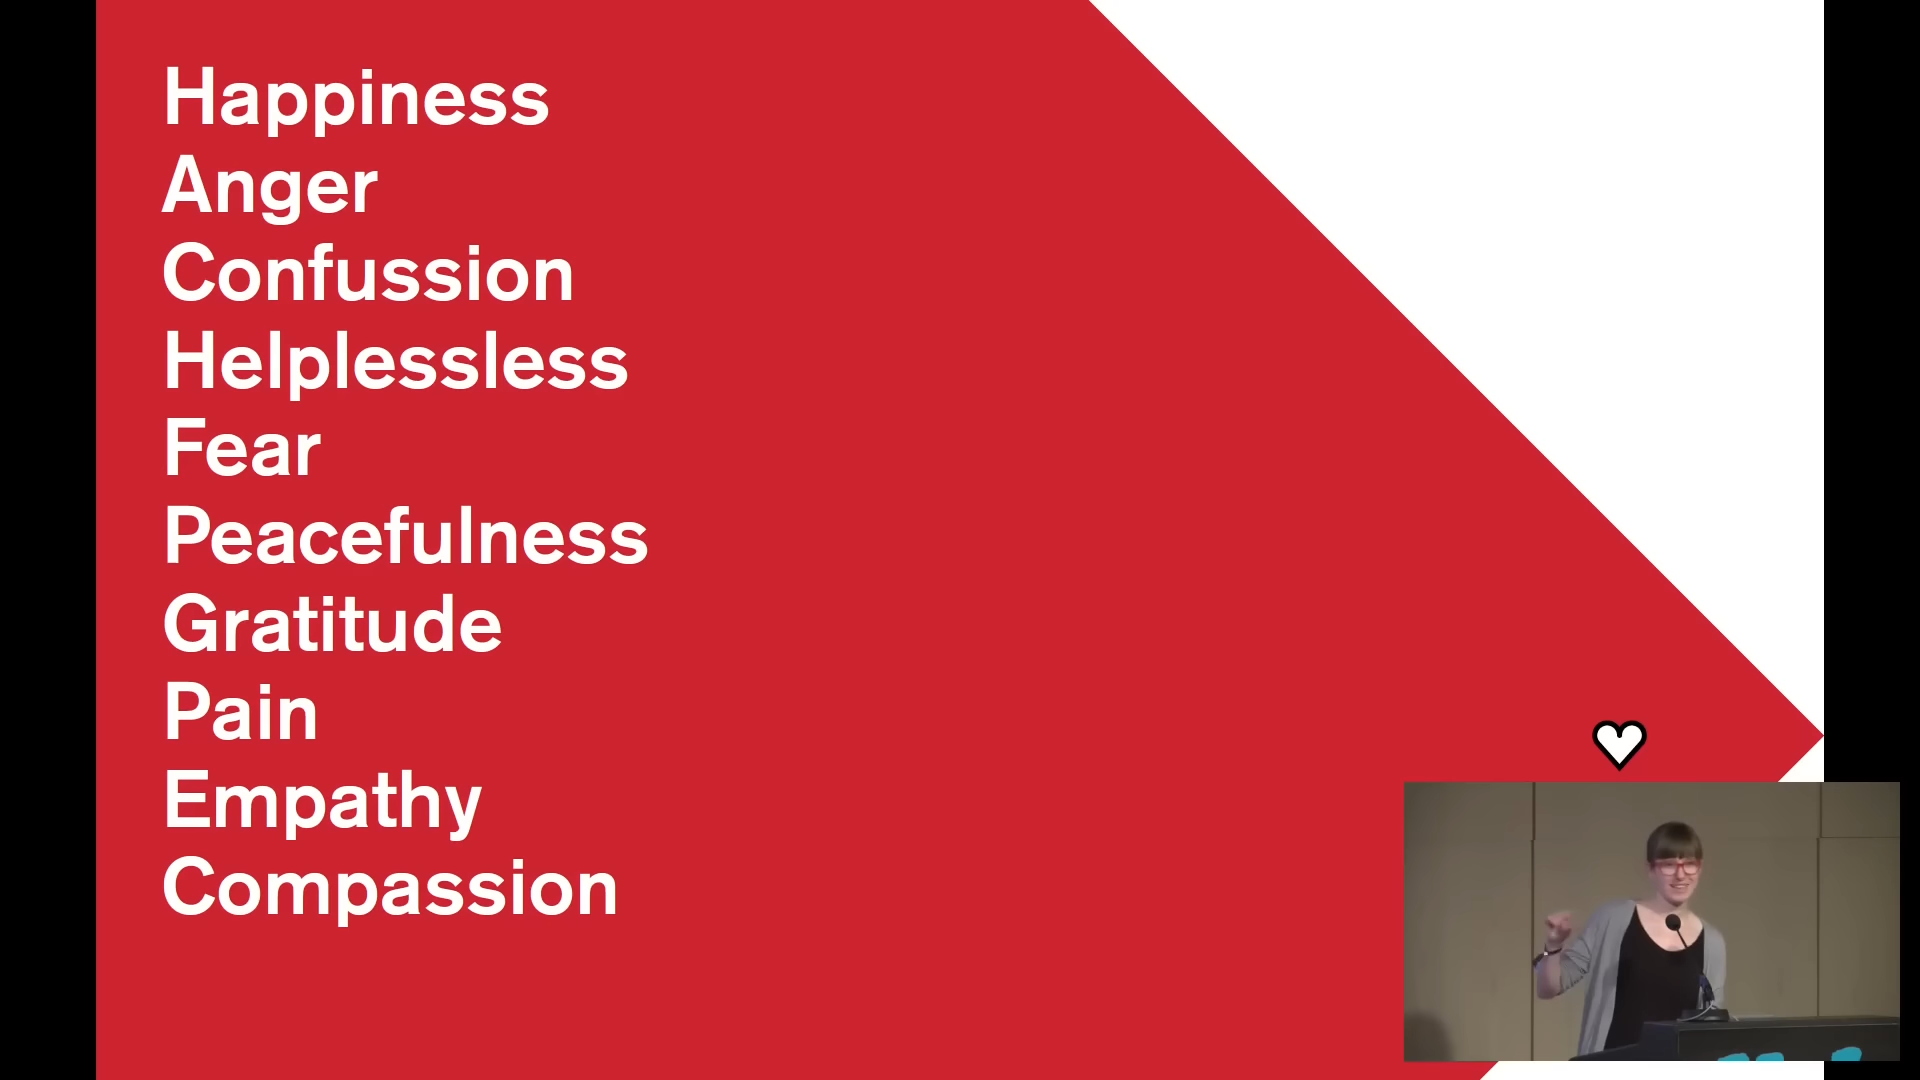 Happiness
Anger
Confussion
Helplessless
Fear
Peacefulness
Gratitude
Pain
Empathy
Compassion